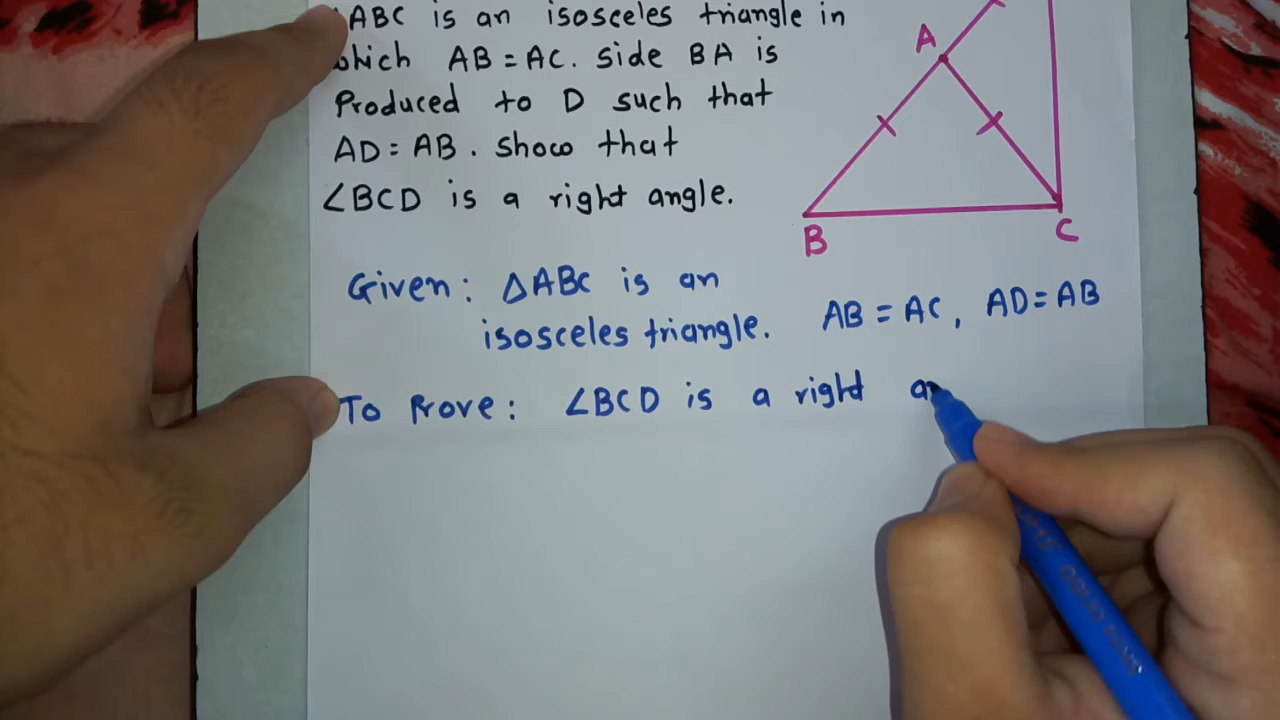 ABC is an isosceles triangle in
which AB = AC. side BA is
Produced to D such that
AD = AB. show that
∠BCD is a right angle.
A
B
C
Given: △ABC is an
isosceles triangle. AB = AC, AD = AB
To Prove: ∠BCD is a right